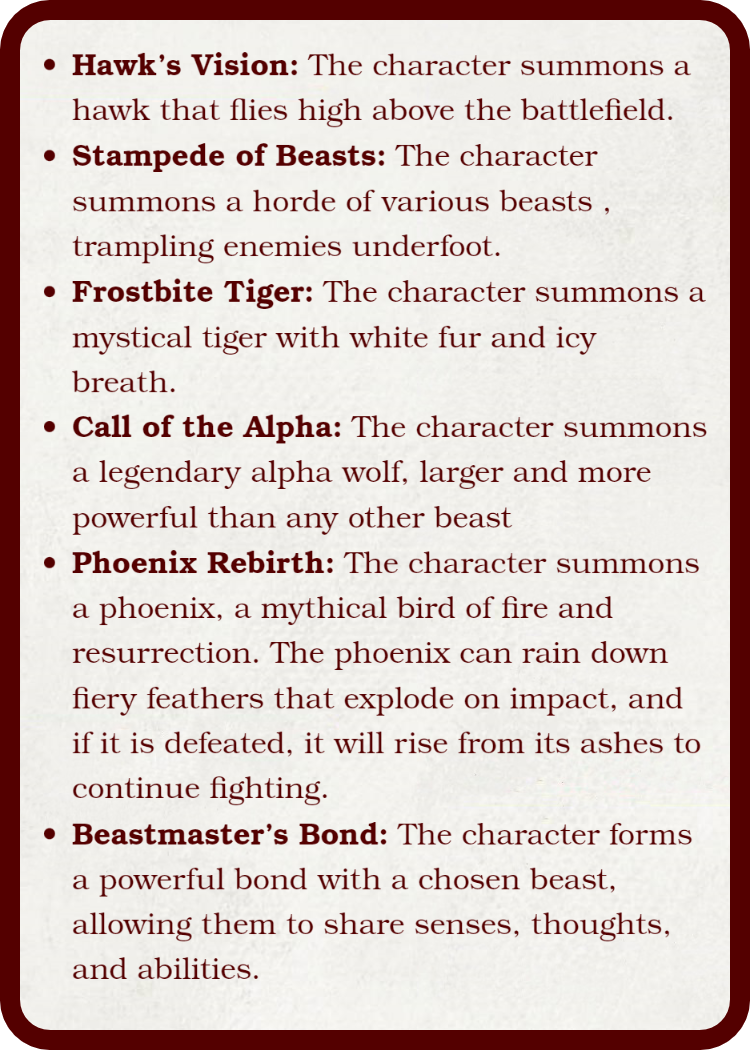 • Hawk’s Vision: The character summons a
hawk that flies high above the battlefield.
• Stampede of Beasts: The character
summons a horde of various beasts ,
trampling enemies underfoot.
• Frostbite Tiger: The character summons a
mystical tiger with white fur and icy
breath.
• Call of the Alpha: The character summons
a legendary alpha wolf, larger and more
powerful than any other beast
• Phoenix Rebirth: The character summons
a phoenix, a mythical bird of fire and
resurrection. The phoenix can rain down
fiery feathers that explode on impact, and
if it is defeated, it will rise from its ashes to
continue fighting.
• Beastmaster’s Bond: The character forms
a powerful bond with a chosen beast,
allowing them to share senses, thoughts,
and abilities.